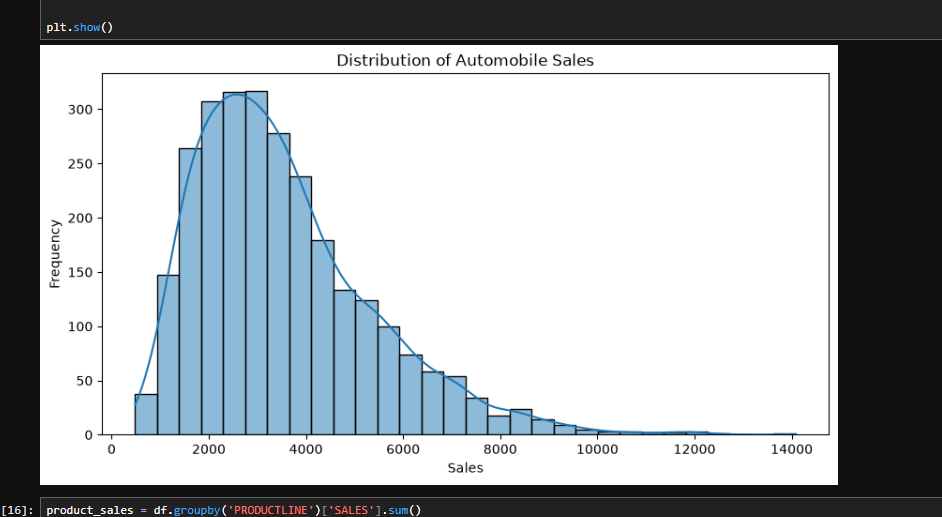 plt.show()
Distribution of Automobile Sales
300
250
200
150
100
50
0
Frequency
0 2000 4000 6000 8000 10000 12000 14000
Sales
[16]: product_sales = df.groupby('PRODUCTLINE')['SALES'].sum()